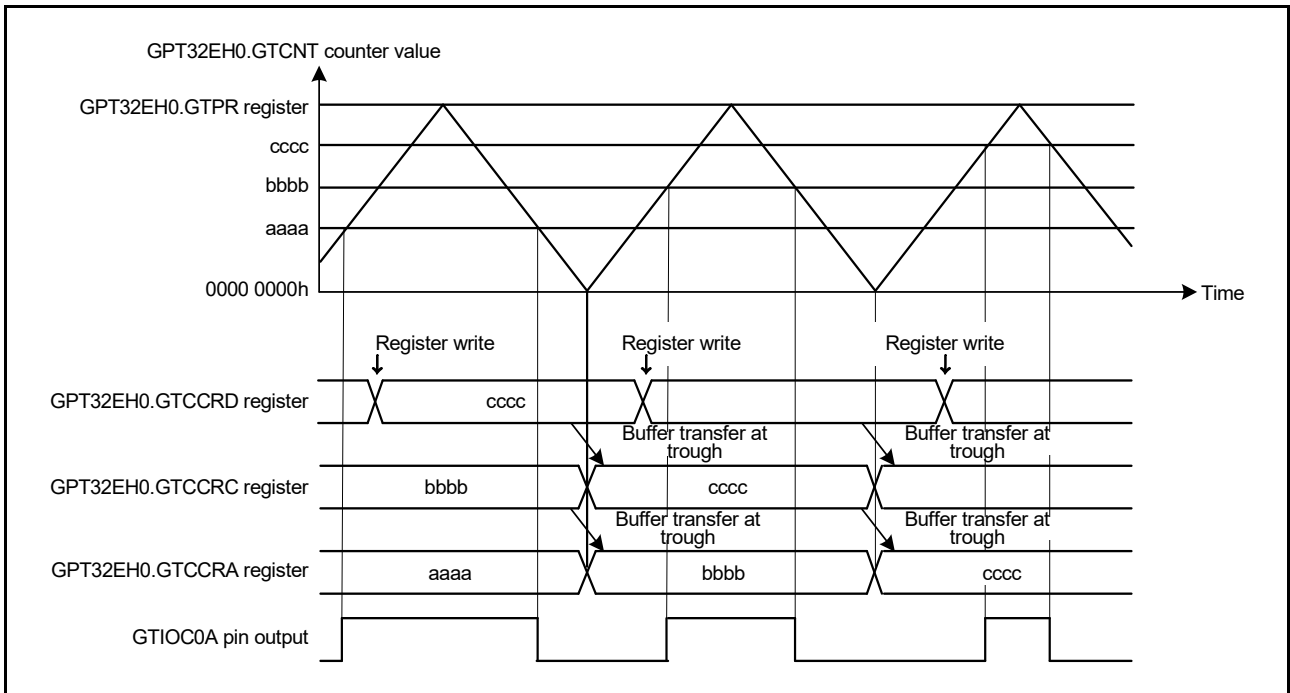 GPT32EH0.GTCNT counter value
GPT32EH0.GTPR register
cccc
bbbb
aaaa
0000 0000h
Time
Register write
Register write
Register write
GPT32EH0.GTCCRD register
cccc
Buffer transfer at
trough
Buffer transfer at
trough
GPT32EH0.GTCCRC register
bbbb
cccc
Buffer transfer at
trough
Buffer transfer at
trough
GPT32EH0.GTCCRA register
aaaa
bbbb
cccc
GTIOC0A pin output